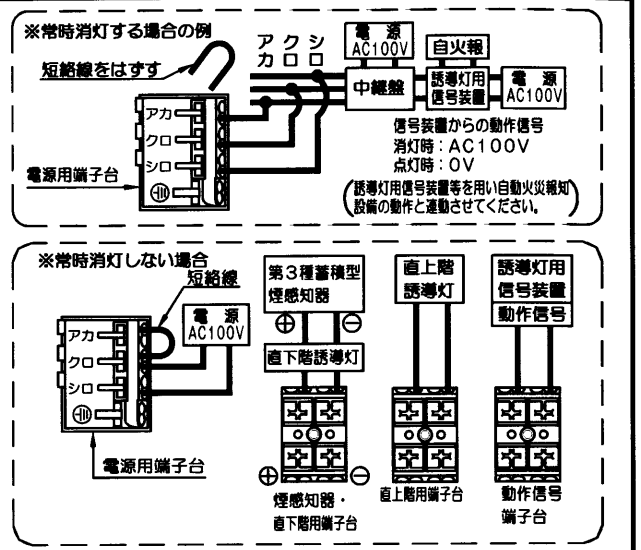 ※常時消灯する場合の例
短絡線をはずす
アカ
クロ
シロ
電源
AC100V
自火報
中継盤
誘導灯用
信号装置
電源
AC100V
アカ
クロ
シロ
電源用端子台
信号装置からの動作信号
消灯時：AC100V
点灯時：0V
(誘導灯用信号装置等を用い自動火災報知
設備の動作と連動させてください。)
※常時消灯しない場合
短絡線
電源
AC100V
アカ
クロ
シロ
電源用端子台
第3種蓄積型
煙感知器
⊕ ⊖
直下階誘導灯
⊕ ⊖
煙感知器・
直下階用端子台
直上階
誘導灯
直上階用端子台
誘導灯用
信号装置
動作信号
動作信号
端子台